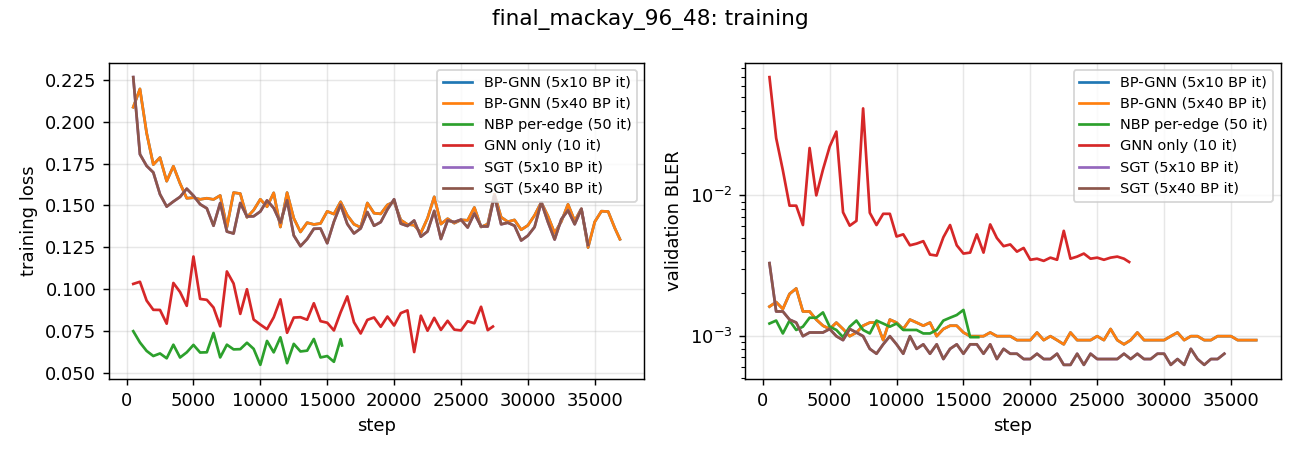 final_mackay_96_48: training
training loss
0.225
0.200
0.175
0.150
0.125
0.100
0.075
0.050
0
5000
10000
15000
20000
25000
30000
35000
step
BP-GNN (5x10 BP it)
BP-GNN (5x40 BP it)
NBP per-edge (50 it)
GNN only (10 it)
SGT (5x10 BP it)
SGT (5x40 BP it)
validation BLER
10⁻²
10⁻³
0
5000
10000
15000
20000
25000
30000
35000
step
BP-GNN (5x10 BP it)
BP-GNN (5x40 BP it)
NBP per-edge (50 it)
GNN only (10 it)
SGT (5x10 BP it)
SGT (5x40 BP it)